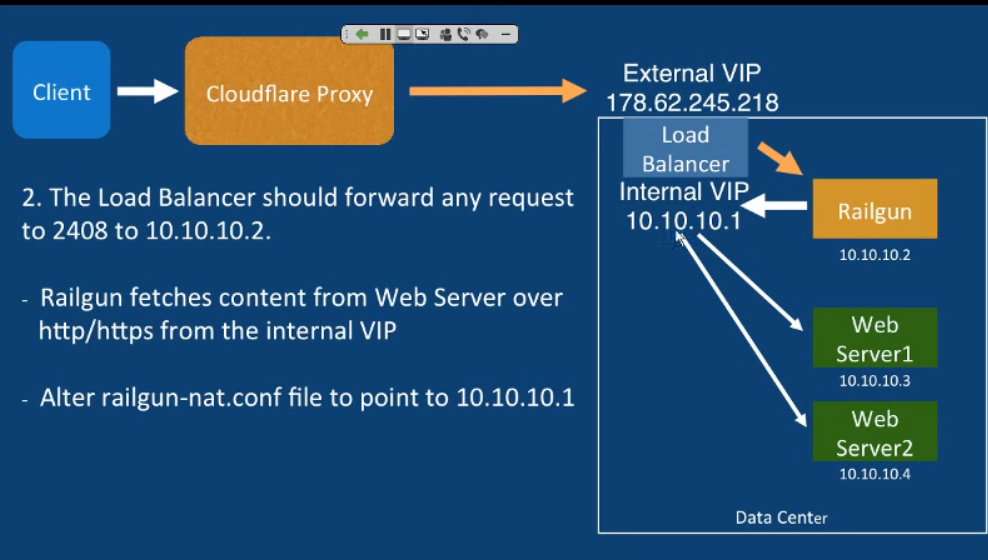 Client
Cloudflare Proxy
External VIP
178.62.245.218
Load
Balancer
Internal VIP
10.10.10.1
Railgun
10.10.10.2
2. The Load Balancer should forward any request
to 2408 to 10.10.10.2.
- Railgun fetches content from Web Server over
http/https from the internal VIP
- Alter railgun-nat.conf file to point to 10.10.10.1
Web
Server1
10.10.10.3
Web
Server2
10.10.10.4
Data Center